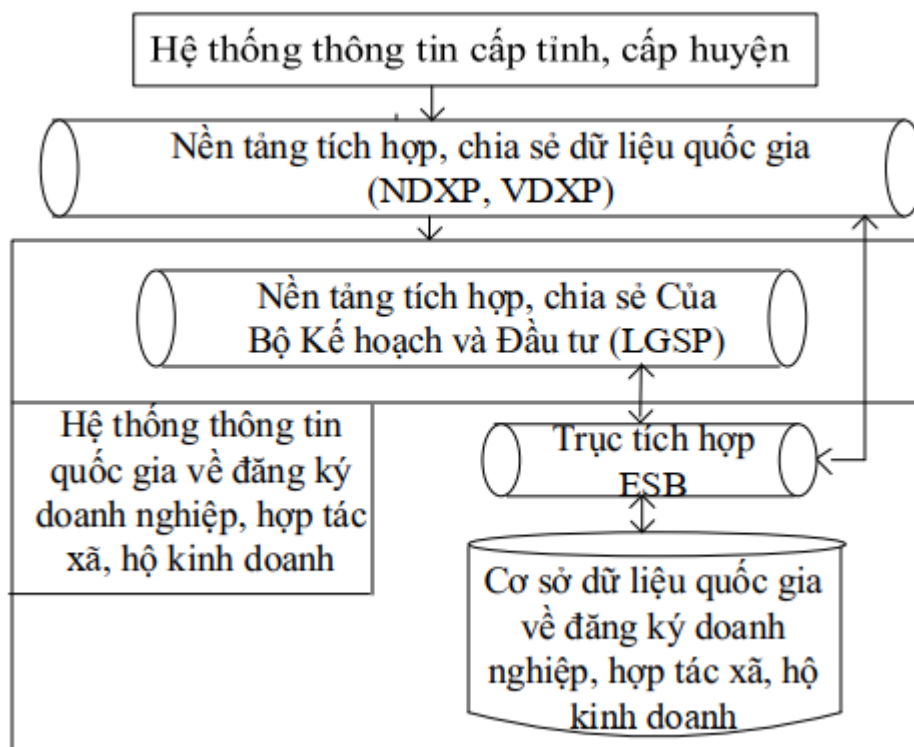 Hệ thống thông tin cấp tỉnh, cấp huyện
Nền tảng tích hợp, chia sẻ dữ liệu quốc gia
(NDXP, VDXP)
Nền tảng tích hợp, chia sẻ Của
Bộ Kế hoạch và Đầu tư (LGSP)
Hệ thống thông tin
quốc gia về đăng ký
doanh nghiệp, hợp tác
xã, hộ kinh doanh
Trục tích hợp
ESB
Cơ sở dữ liệu quốc gia
về đăng ký doanh
nghiệp, hợp tác xã, hộ
kinh doanh